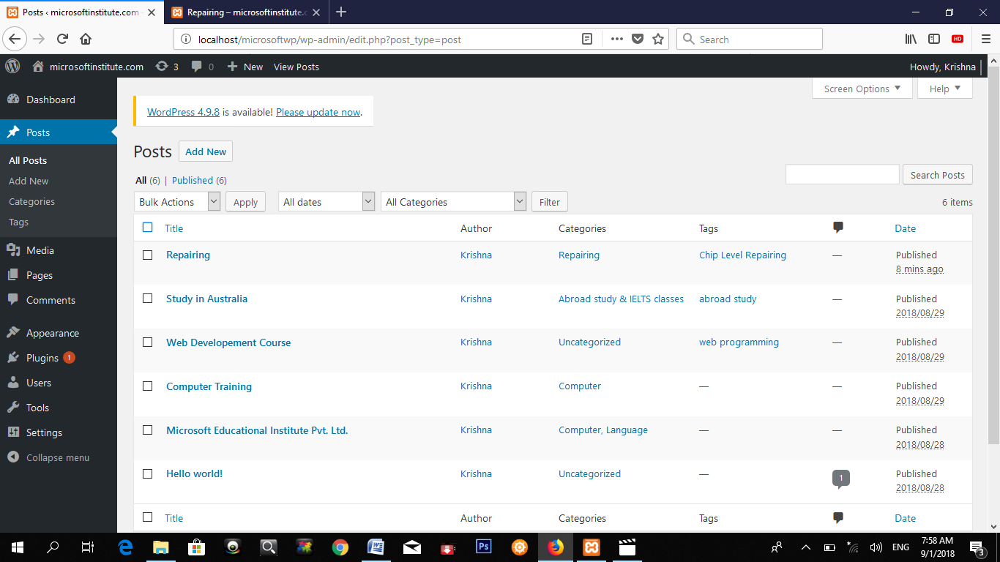 Posts ‹ microsoftinstitute.com
Repairing – microsoftinstitute.c
localhost/microsoftwp/wp-admin/edit.php?post_type=post
Search
HD
microsoftinstitute.com 3 0 New View Posts Howdy, Krishna
Screen Options Help
Dashboard
Posts
All Posts
Add New
Categories
Tags
Media
Pages
Comments
Appearance
Plugins 1
Users
Tools
Settings
Collapse menu
WordPress 4.9.8 is available! Please update now.
Posts Add New
All (6) | Published (6)
Search Posts
Bulk Actions Apply All dates All Categories Filter 6 items
Title Author Categories Tags Date
Repairing Krishna Repairing Chip Level Repairing — Published
8 mins ago
Study in Australia Krishna Abroad study & IELTS classes abroad study — Published
2018/08/29
Web Developement Course Krishna Uncategorized web programming — Published
2018/08/29
Computer Training Krishna Computer — — Published
2018/08/29
Microsoft Educational Institute Pvt. Ltd. Krishna Computer, Language — — Published
2018/08/28
Hello world! Krishna Uncategorized — 1 Published
2018/08/28
Title Author Categories Tags Date
Ps
ENG
7:58 AM
9/1/2018
3